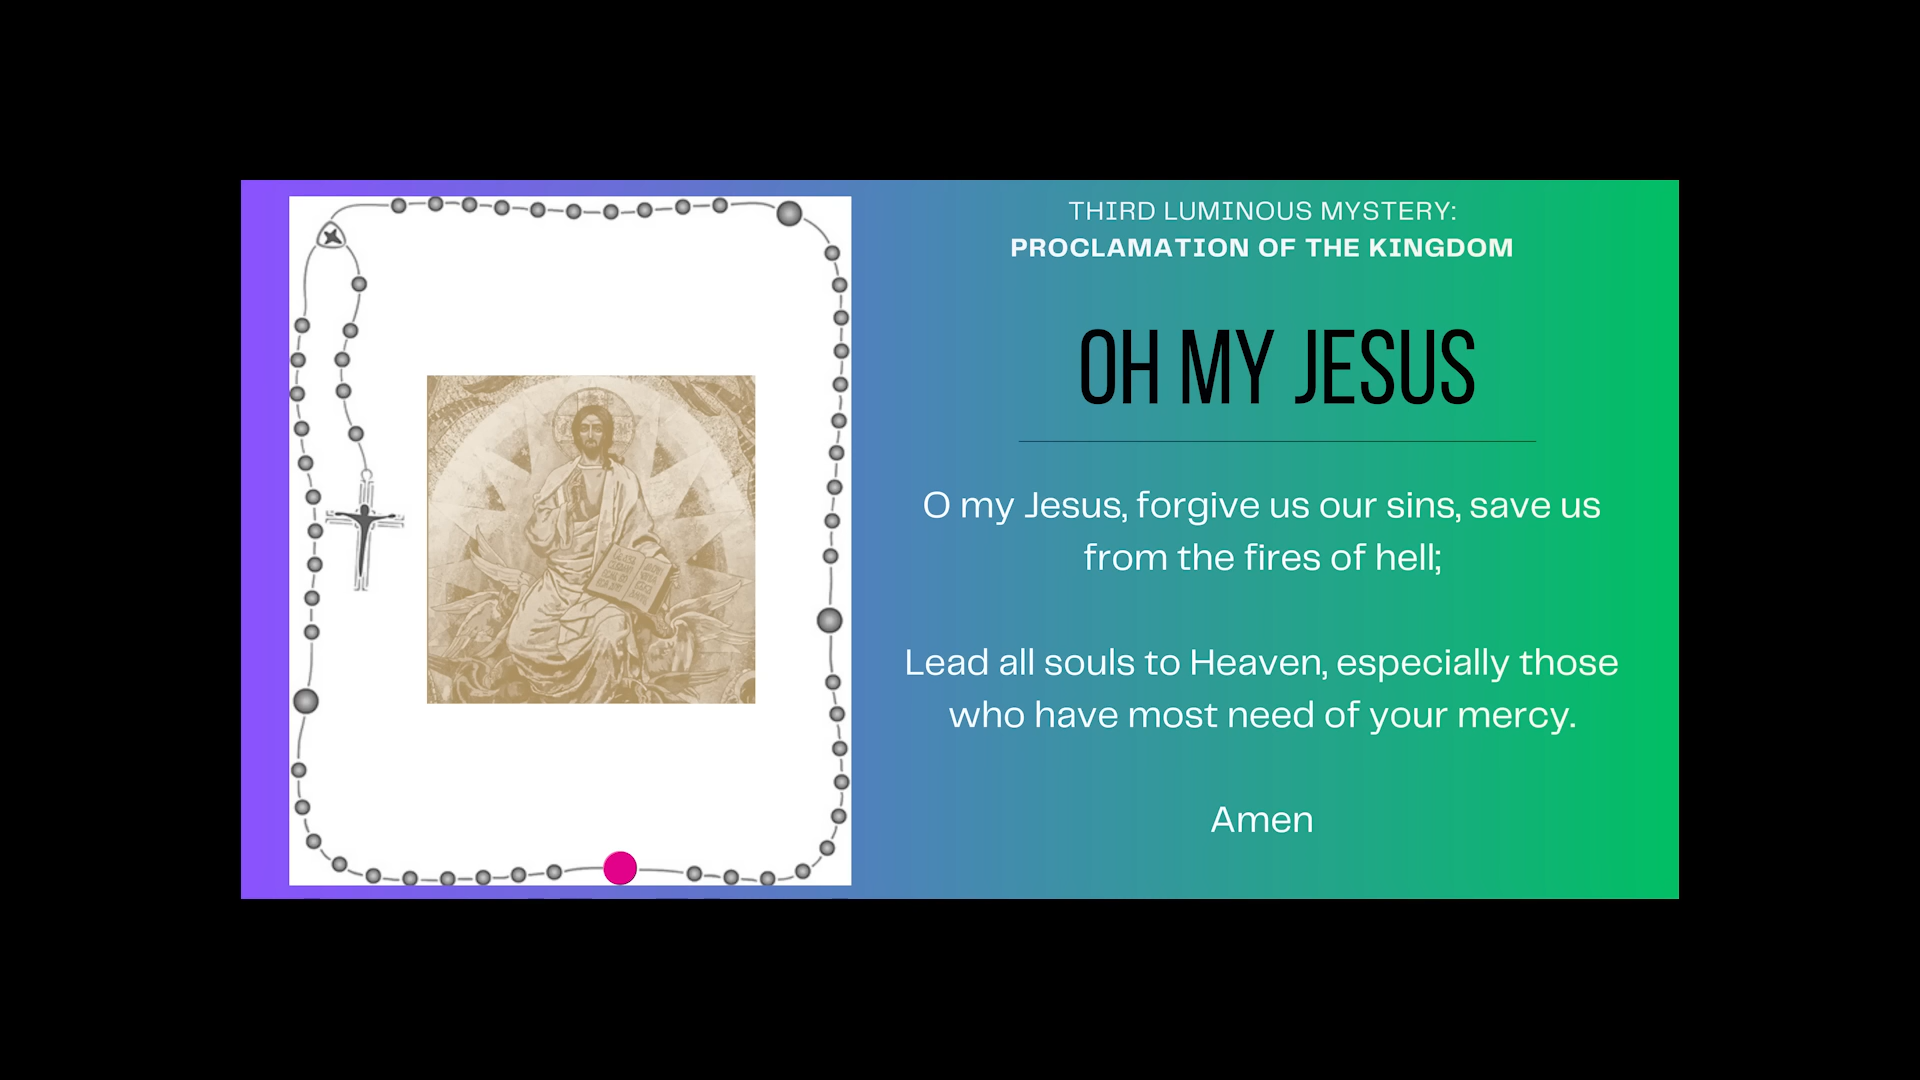 THIRD LUMINOUS MYSTERY:
PROCLAMATION OF THE KINGDOM
OH MY JESUS
O my Jesus, forgive us our sins, save us
from the fires of hell;
Lead all souls to Heaven, especially those
who have most need of your mercy.
Amen